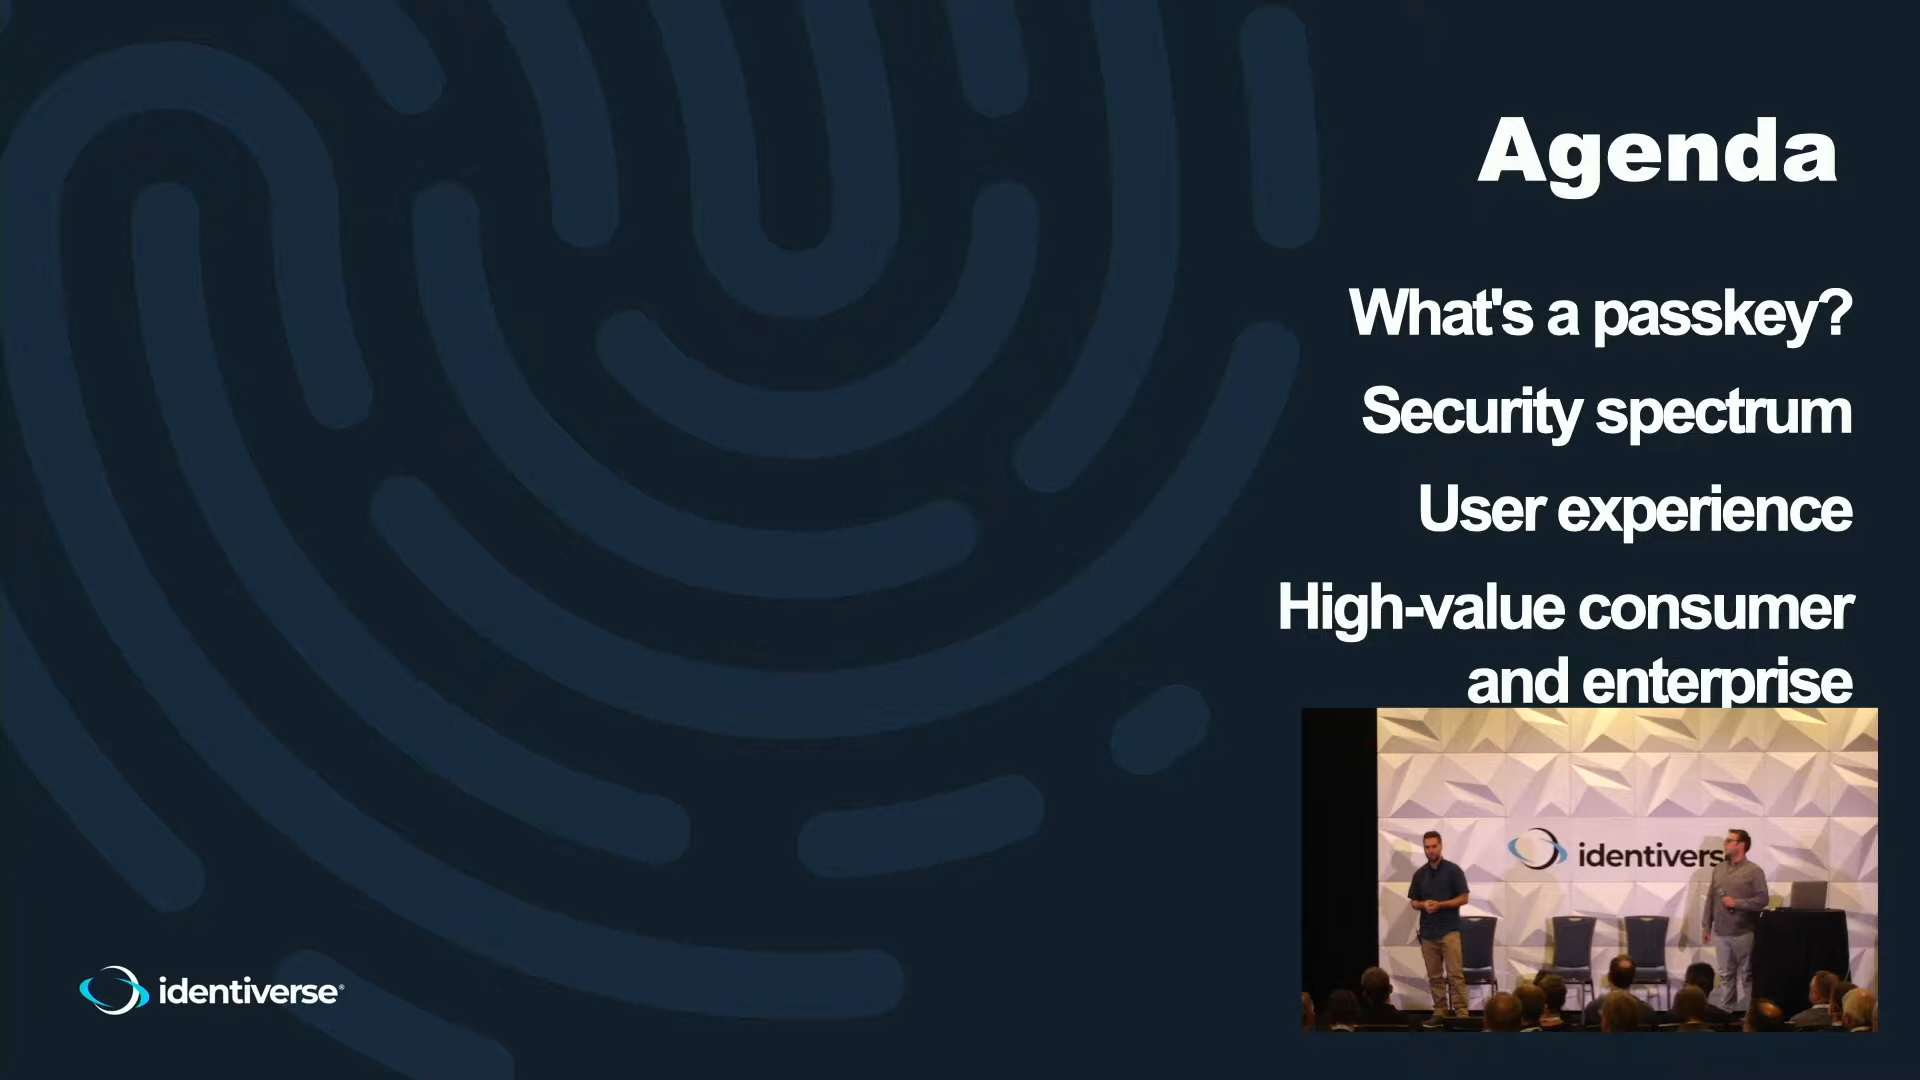 Agenda
What's a passkey?
Security spectrum
User experience
High-value consumer
and enterprise
identivers
identiverse®